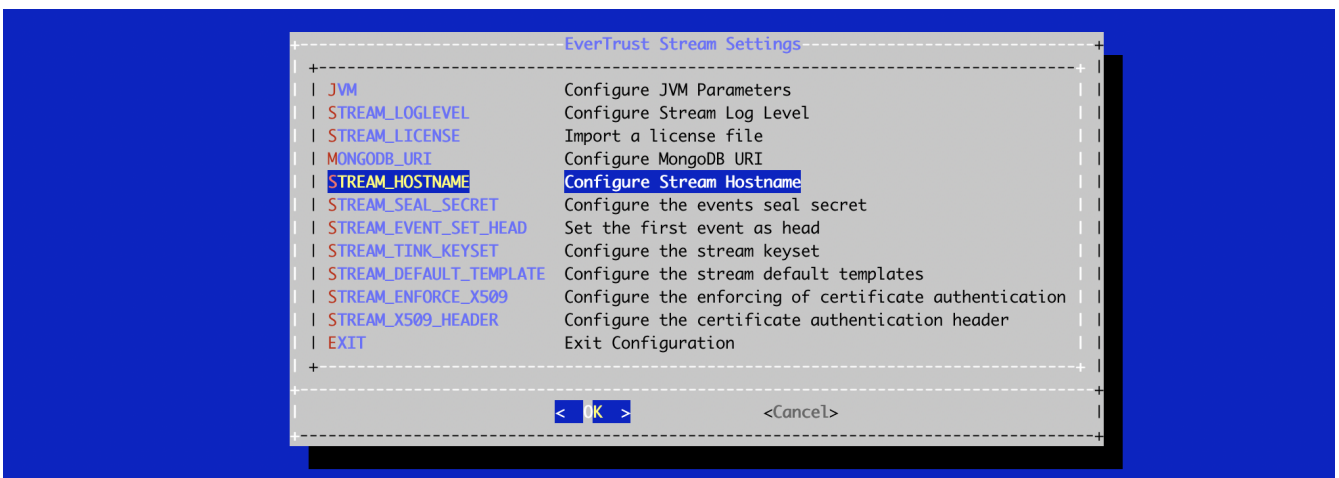 EverTrust Stream Settings
JVM Configure JVM Parameters
STREAM_LOGLEVEL Configure Stream Log Level
STREAM_LICENSE Import a license file
MONGODB_URI Configure MongoDB URI
STREAM_HOSTNAME Configure Stream Hostname
STREAM_SEAL_SECRET Configure the events seal secret
STREAM_EVENT_SET_HEAD Set the first event as head
STREAM_TINK_KEYSET Configure the stream keyset
STREAM_DEFAULT_TEMPLATE Configure the stream default templates
STREAM_ENFORCE_X509 Configure the enforcing of certificate authentication
STREAM_X509_HEADER Configure the certificate authentication header
EXIT Exit Configuration
< OK > <Cancel>